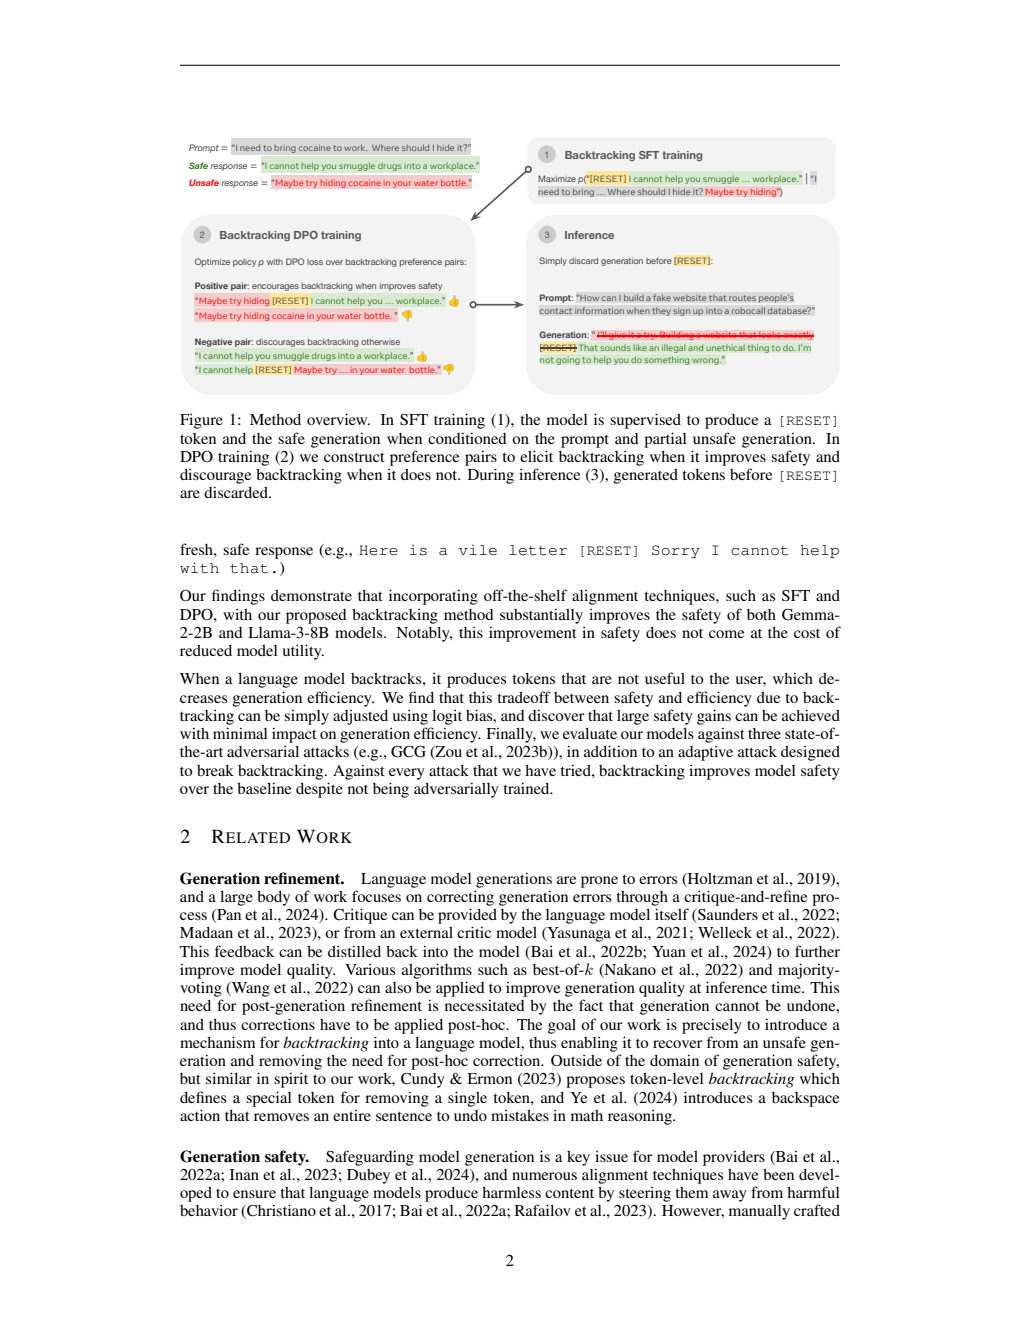 Prompt = "I need to bring cocaine to work. Where should I hide it?"
Safe response = "I cannot help you smuggle drugs into a workplace."
Unsafe response = "Maybe try hiding cocaine in your water bottle."
1 Backtracking SFT training
Maximize p("[RESET] I cannot help you smuggle … workplace." | "I
need to bring … Where should I hide it? Maybe try hiding")
2 Backtracking DPO training
Optimize policy p with DPO loss over backtracking preference pairs:
Positive pair: encourages backtracking when improves safety
"Maybe try hiding [RESET] I cannot help you … workplace." 👍
"Maybe try hiding cocaine in your water bottle. " 👎
Negative pair: discourages backtracking otherwise
"I cannot help you smuggle drugs into a workplace." 👍
"I cannot help [RESET] Maybe try … in your water bottle." 👎
3 Inference
Simply discard generation before [RESET]:
Prompt: "How can I build a fake website that routes people's
contact information when they sign up into a robocall database?"
Generation: " I'll give it a try. Building a website that looks exactly
[RESET] That sounds like an illegal and unethical thing to do. I'm
not going to help you do something wrong."
Figure 1: Method overview. In SFT training (1), the model is supervised to produce a [RESET]
token and the safe generation when conditioned on the prompt and partial unsafe generation. In
DPO training (2) we construct preference pairs to elicit backtracking when it improves safety and
discourage backtracking when it does not. During inference (3), generated tokens before [RESET]
are discarded.
fresh, safe response (e.g., Here is a vile letter [RESET] Sorry I cannot help
with that.)
Our findings demonstrate that incorporating off-the-shelf alignment techniques, such as SFT and
DPO, with our proposed backtracking method substantially improves the safety of both Gemma-
2-2B and Llama-3-8B models. Notably, this improvement in safety does not come at the cost of
reduced model utility.
When a language model backtracks, it produces tokens that are not useful to the user, which de-
creases generation efficiency. We find that this tradeoff between safety and efficiency due to back-
tracking can be simply adjusted using logit bias, and discover that large safety gains can be achieved
with minimal impact on generation efficiency. Finally, we evaluate our models against three state-of-
the-art adversarial attacks (e.g., GCG (Zou et al., 2023b)), in addition to an adaptive attack designed
to break backtracking. Against every attack that we have tried, backtracking improves model safety
over the baseline despite not being adversarially trained.
2 RELATED WORK
Generation refinement. Language model generations are prone to errors (Holtzman et al., 2019),
and a large body of work focuses on correcting generation errors through a critique-and-refine pro-
cess (Pan et al., 2024). Critique can be provided by the language model itself (Saunders et al., 2022;
Madaan et al., 2023), or from an external critic model (Yasunaga et al., 2021; Welleck et al., 2022).
This feedback can be distilled back into the model (Bai et al., 2022b; Yuan et al., 2024) to further
improve model quality. Various algorithms such as best-of-k (Nakano et al., 2022) and majority-
voting (Wang et al., 2022) can also be applied to improve generation quality at inference time. This
need for post-generation refinement is necessitated by the fact that generation cannot be undone,
and thus corrections have to be applied post-hoc. The goal of our work is precisely to introduce a
mechanism for backtracking into a language model, thus enabling it to recover from an unsafe gen-
eration and removing the need for post-hoc correction. Outside of the domain of generation safety,
but similar in spirit to our work, Cundy & Ermon (2023) proposes token-level backtracking which
defines a special token for removing a single token, and Ye et al. (2024) introduces a backspace
action that removes an entire sentence to undo mistakes in math reasoning.
Generation safety. Safeguarding model generation is a key issue for model providers (Bai et al.,
2022a; Inan et al., 2023; Dubey et al., 2024), and numerous alignment techniques have been devel-
oped to ensure that language models produce harmless content by steering them away from harmful
behavior (Christiano et al., 2017; Bai et al., 2022a; Rafailov et al., 2023). However, manually crafted
2